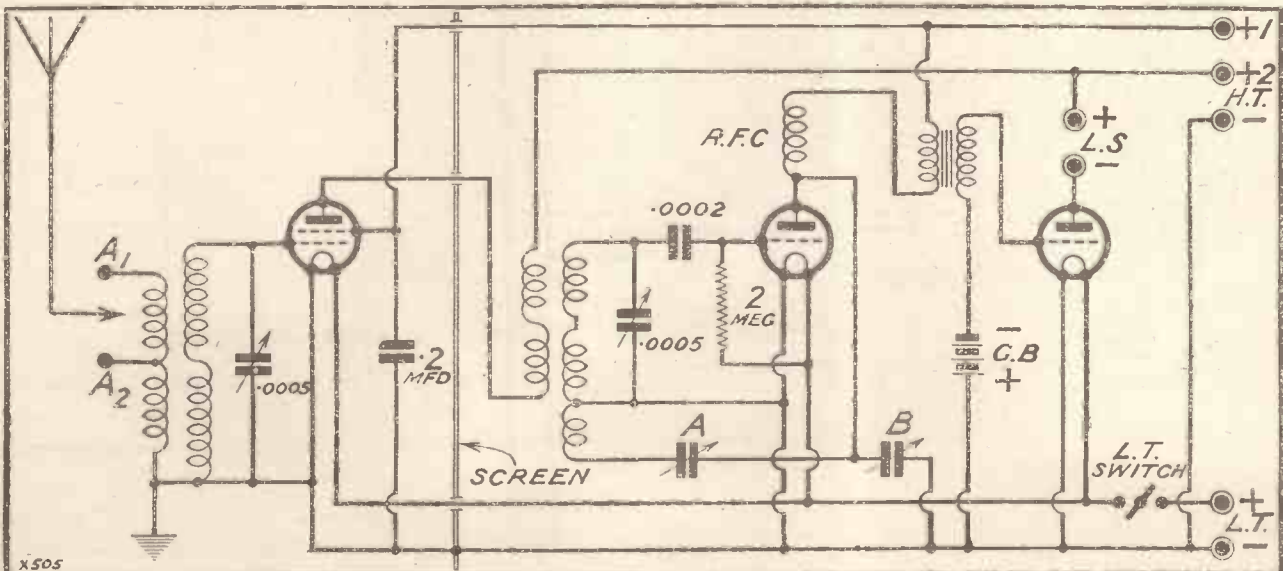 +1
+2
H.T.
-
R.F.C
+
L.S
-
A1
A2
.0005
.2
MFD
.0002
2
MEG
.0005
-
G.B
+
A
B
SCREEN
L.T.
SWITCH
+
L.T.
-
X505